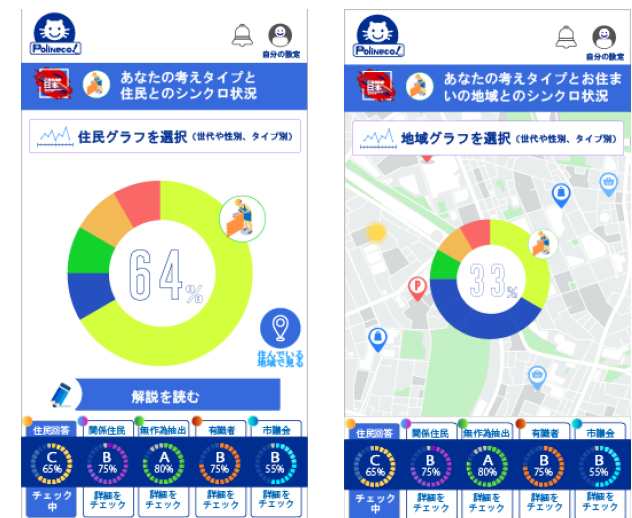 Polineco!
自分の設定
あなたの考えタイプと
住民とのシンクロ状況
住民グラフを選択（世代や性別、タイプ別）
64%
住んでいる
地域で見る
解説を読む
住民回答
関係住民
無作為抽出
有識者
市議会
C
65%
B
75%
A
80%
B
75%
B
55%
チェック
中
詳細を
チェック
詳細を
チェック
詳細を
チェック
詳細を
チェック
Polineco!
自分の設定
あなたの考えタイプとお住ま
いの地域とのシンクロ状況
地域グラフを選択（世代や性別、タイプ別）
P
33%
住民回答
関係住民
無作為抽出
有識者
市議会
C
65%
B
75%
A
80%
B
75%
B
55%
チェック
中
詳細を
チェック
詳細を
チェック
詳細を
チェック
詳細を
チェック